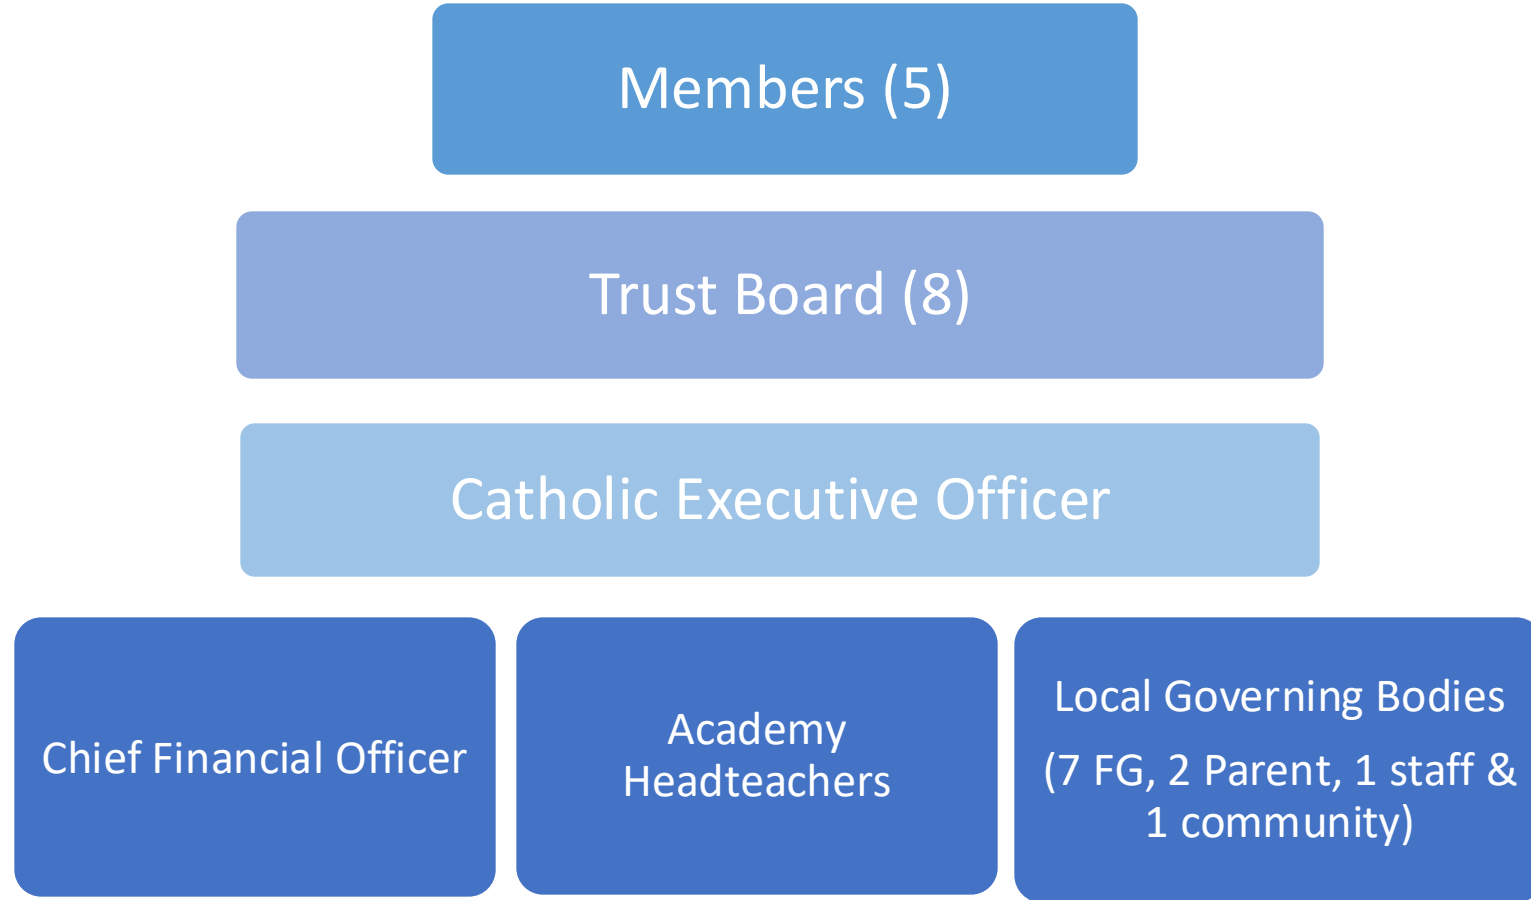 Members (5)
Trust Board (8)
Catholic Executive Officer
Chief Financial Officer
Academy
Headteachers
Local Governing Bodies
(7 FG, 2 Parent, 1 staff &
1 community)